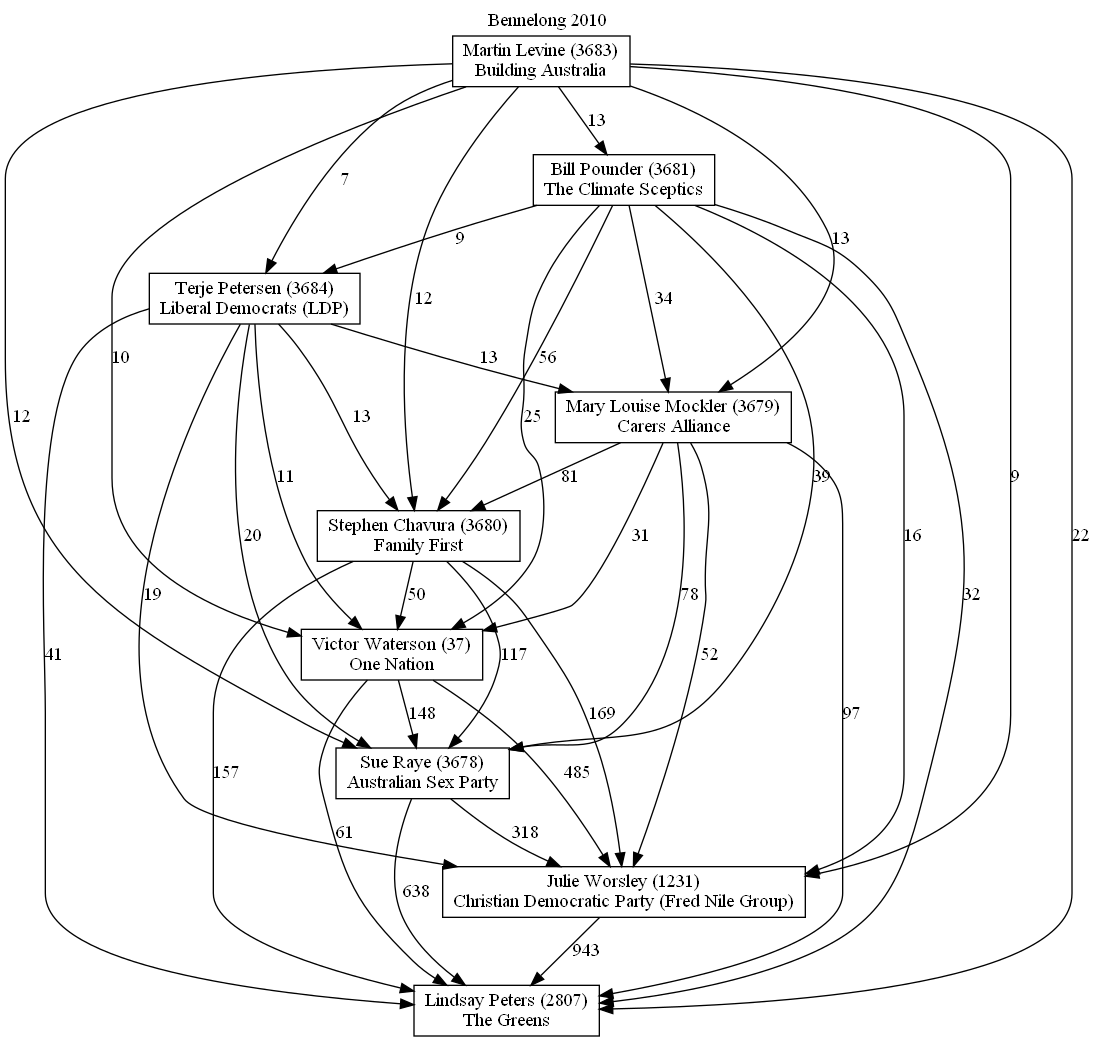 Bennelong 2010
Martin Levine (3683)
Building Australia
13
Bill Pounder (3681)
The Climate Sceptics
7
9
13
Terje Petersen (3684)
Liberal Democrats (LDP)
12
34
10
13
13
56
Mary Louise Mockler (3679)
Carers Alliance
12
25
11
81
39
9
Stephen Chavura (3680)
Family First
20
31
16
22
19
50
78
32
Victor Waterson (37)
One Nation
41
117
52
148
169
97
Sue Raye (3678)
Australian Sex Party
157
485
61
318
Julie Worsley (1231)
Christian Democratic Party (Fred Nile Group)
638
943
Lindsay Peters (2807)
The Greens